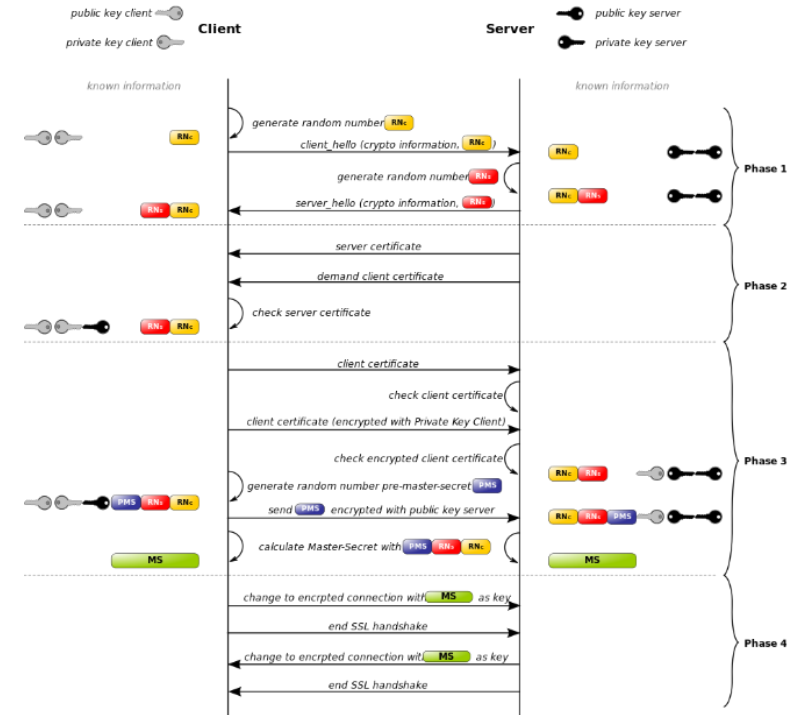 public key client
public key server
Client
Server
private key client
private key server
known information
known information
generate random number RNc
RNc
client_hello (crypto information, RNc)
RNc
Phase 1
generate random number RNs
RNc RNs
server_hello (crypto information, RNs)
RNs RNc
server certificate
demand client certificate
Phase 2
check server certificate
RNs RNc
client certificate
check client certificate
client certificate (encrypted with Private Key Client)
check encrypted client certificate
Phase 3
RNc RNs
generate random number pre-master-secret PMS
PMS RNs RNc
send PMS encrypted with public key server
RNc RNs PMS
calculate Master-Secret with PMS RNs RNc
MS
MS
change to encrpted connection with MS as key
end SSL handshake
Phase 4
change to encrpted connection wit MS as key
end SSL handshake